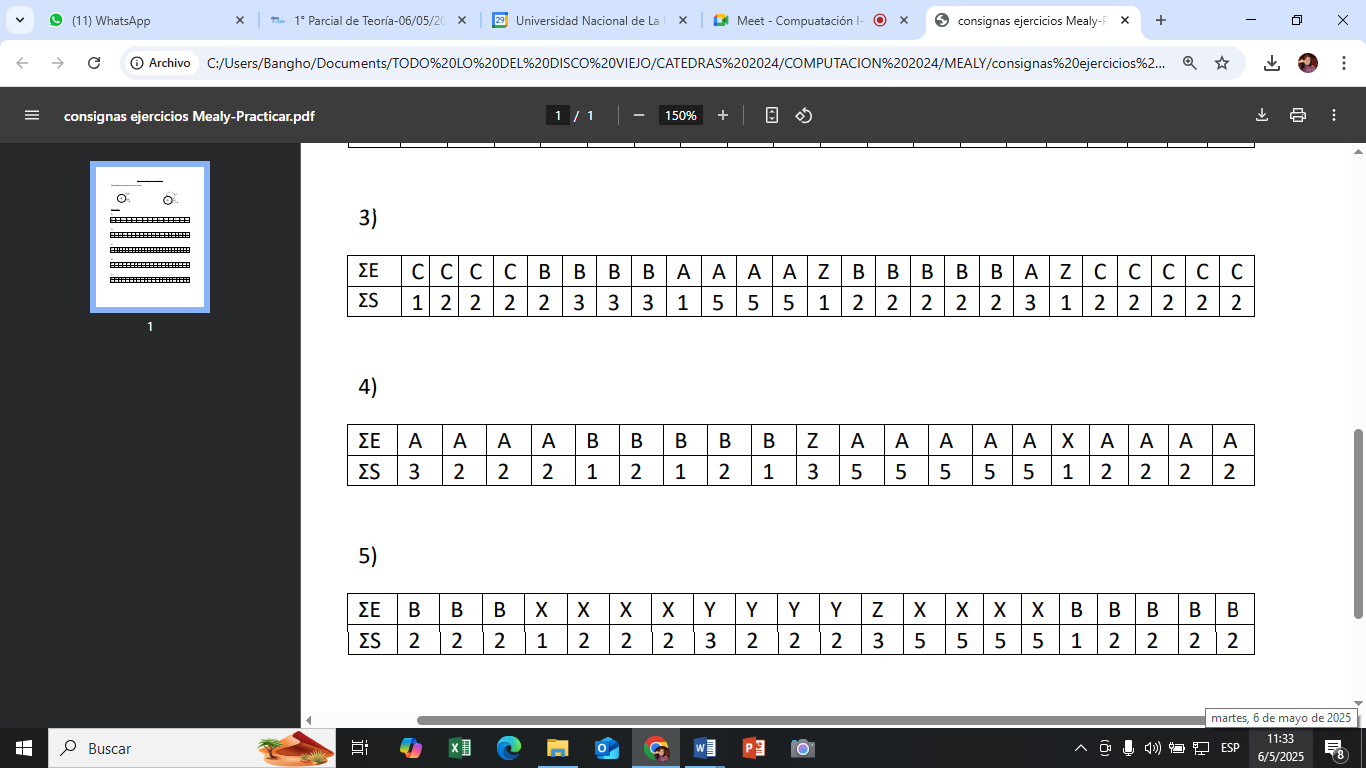 (11) WhatsApp
1° Parcial de Teoría-06/05/20
Universidad Nacional de La
Meet - Compuatación I-
consignas ejercicios Mealy-P
Archivo
C:/Users/Bangho/Documents/TODO%20LO%20DEL%20DISCO%20VIEJO/CATEDRAS%202024/COMPUTACION%202024/MEALY/consignas%20ejercicios%2...
consignas ejercicios Mealy-Practicar.pdf
1 / 1
150%
1
3)
ΣE C C C C B B B B A A A A Z B B B B B A Z C C C C C
ΣS 1 2 2 2 2 3 3 3 1 5 5 5 1 2 2 2 2 2 3 1 2 2 2 2 2
4)
ΣE A A A A B B B B B Z A A A A A X A A A A
ΣS 3 2 2 2 1 2 1 2 1 3 5 5 5 5 5 1 2 2 2 2
5)
ΣE B B B X X X X Y Y Y Y Z X X X X B B B B B
ΣS 2 2 2 1 2 2 2 3 2 2 2 3 5 5 5 5 1 2 2 2 2
martes, 6 de mayo de 2025
Buscar
ESP
11:33
6/5/2025
8